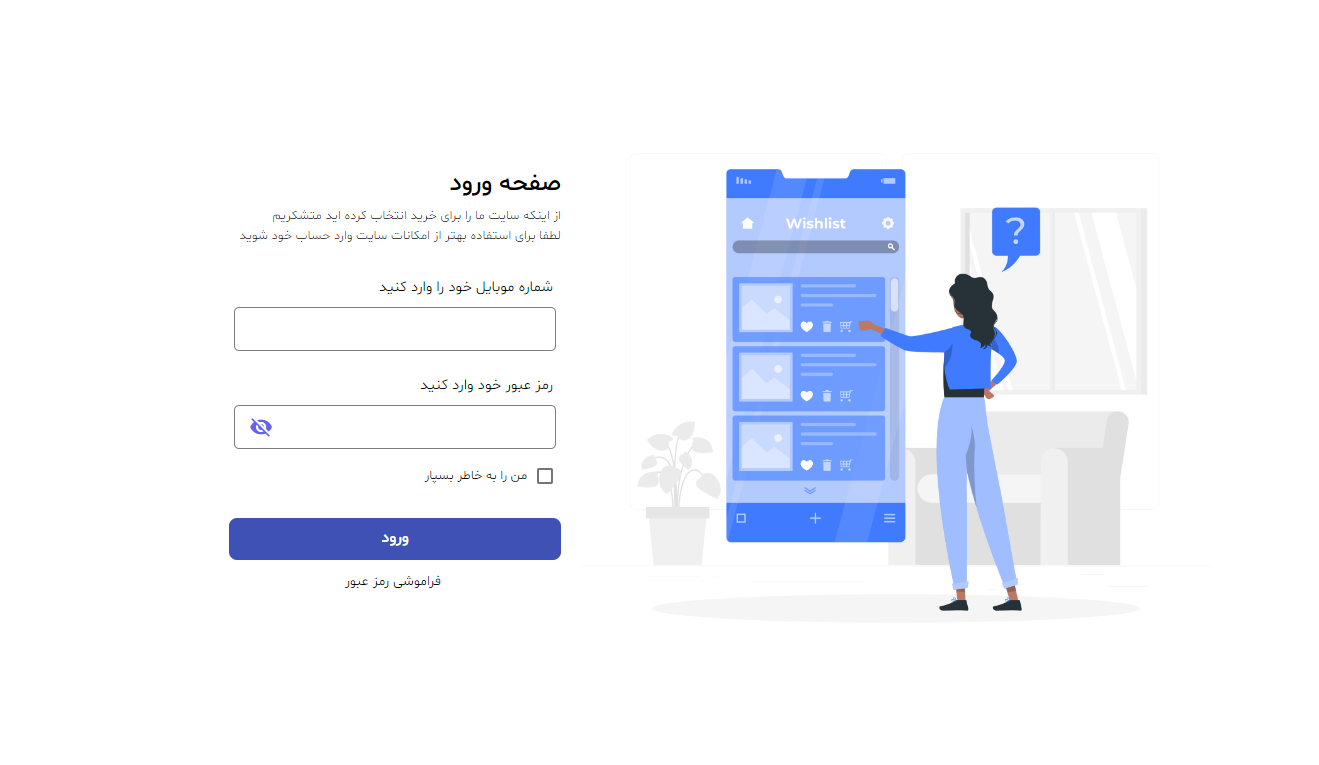 صفحه ورود
از اینکه سایت ما را برای خرید انتخاب کرده اید متشکریم
لطفا برای استفاده بهتر از امکانات سایت وارد حساب خود شوید
شماره موبایل خود را وارد کنید
رمز عبور خود وارد کنید
من را به خاطر بسپار
ورود
فراموشی رمز عبور
Wishlist
?